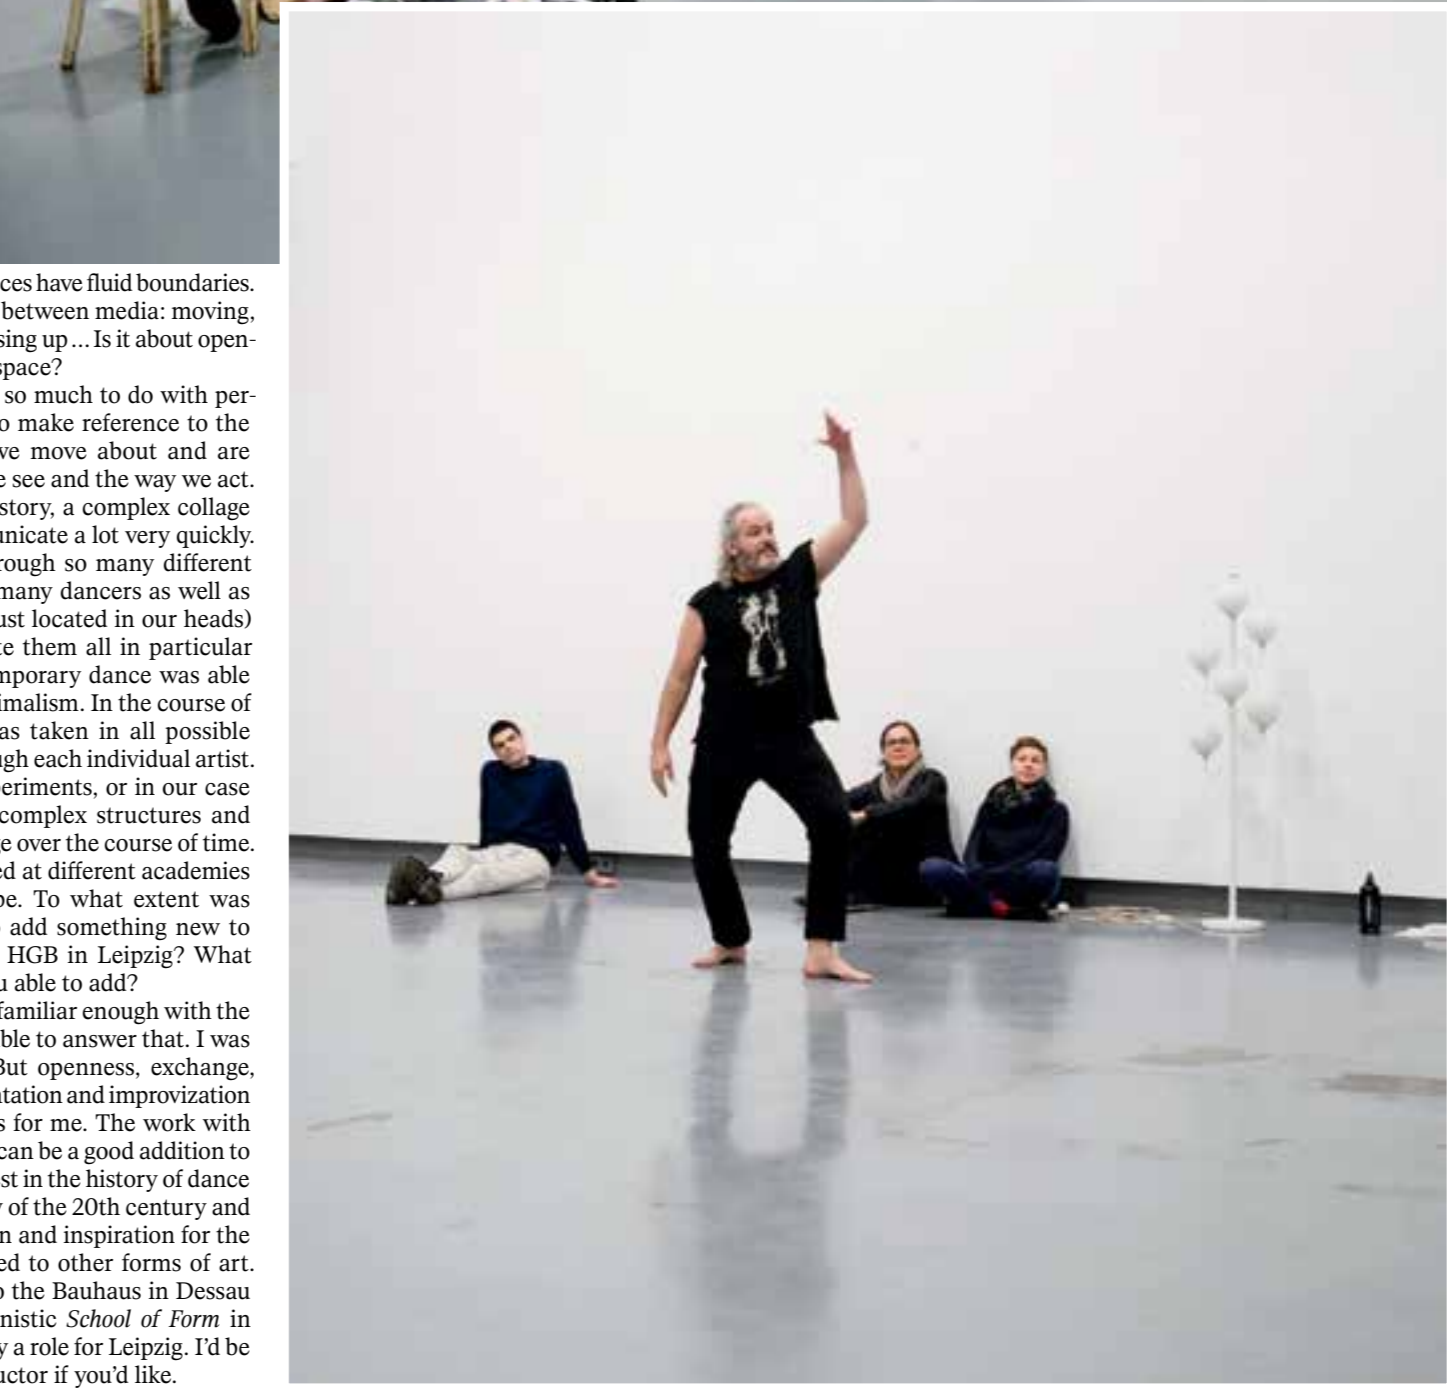 ces have fluid boundaries.
between media: moving,
sing up … Is it about open-
space?
so much to do with per-
o make reference to the
ve move about and are
e see and the way we act.
story, a complex collage
unicate a lot very quickly.
rough so many different
many dancers as well as
ust located in our heads)
te them all in particular
mporary dance was able
imalism. In the course of
as taken in all possible
ugh each individual artist.
periments, or in our case
complex structures and
ge over the course of time.
ed at different academies
pe. To what extent was
add something new to
HGB in Leipzig? What
u able to add?
familiar enough with the
ble to answer that. I was
But openness, exchange,
ntation and improvization
s for me. The work with
can be a good addition to
st in the history of dance
y of the 20th century and
n and inspiration for the
ed to other forms of art.
o the Bauhaus in Dessau
nistic School of Form in
y a role for Leipzig. I’d be
uctor if you’d like.